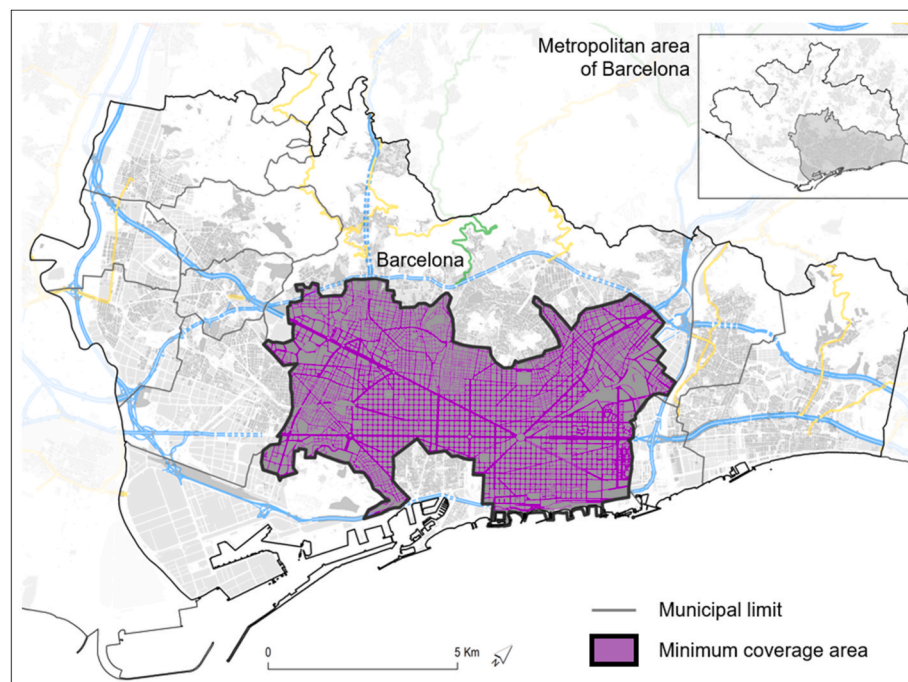 Metropolitan area
of Barcelona
Barcelona
Municipal limit
0
5 Km
N
Minimum coverage area